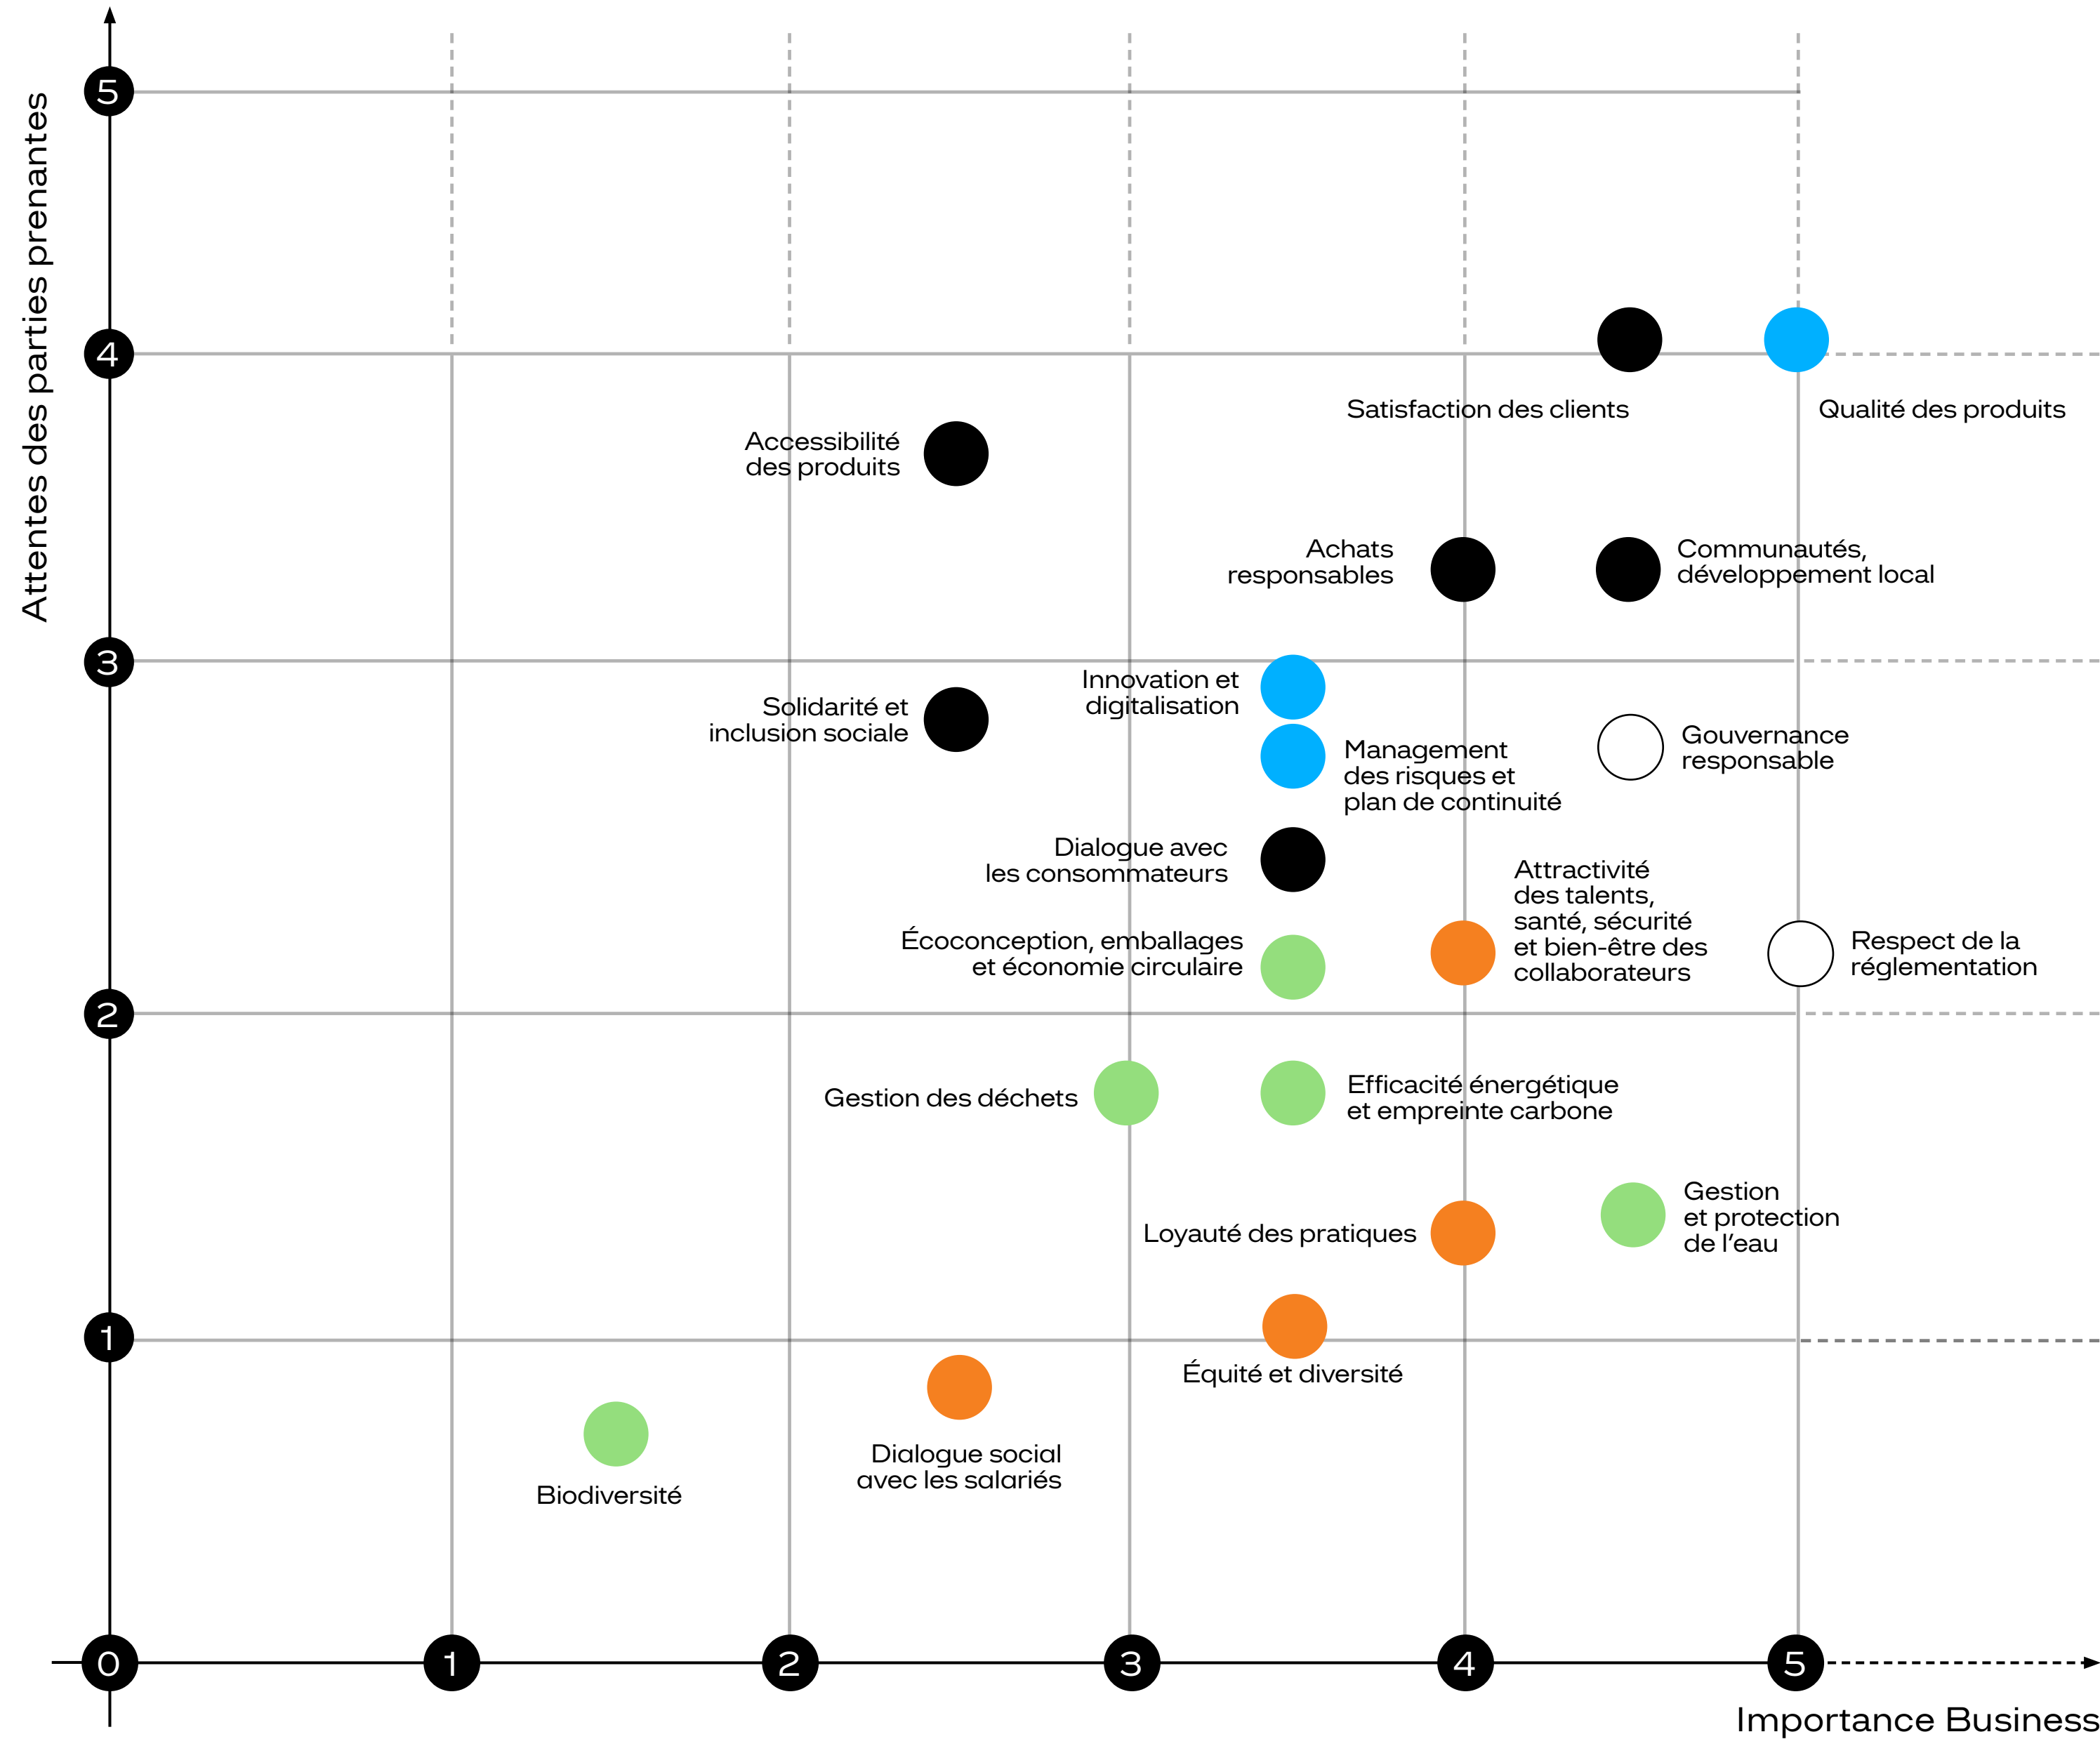 Attentes des parties prenantes
5
4
Satisfaction des clients
Qualité des produits
Accessibilité
des produits
Achats
responsables
Communautés,
développement local
3
Innovation et
digitalisation
Solidarité et
inclusion sociale
Gouvernance
responsable
Management
des risques et
plan de continuité
Dialogue avec
les consommateurs
Attractivité
des talents,
santé, sécurité
et bien-être des
collaborateurs
Écoconception, emballages
et économie circulaire
Respect de la
réglementation
2
Gestion des déchets
Efficacité énergétique
et empreinte carbone
Gestion
et protection
de l’eau
Loyauté des pratiques
1
Équité et diversité
Dialogue social
avec les salariés
Biodiversité
0
1
2
3
4
5
Importance Business